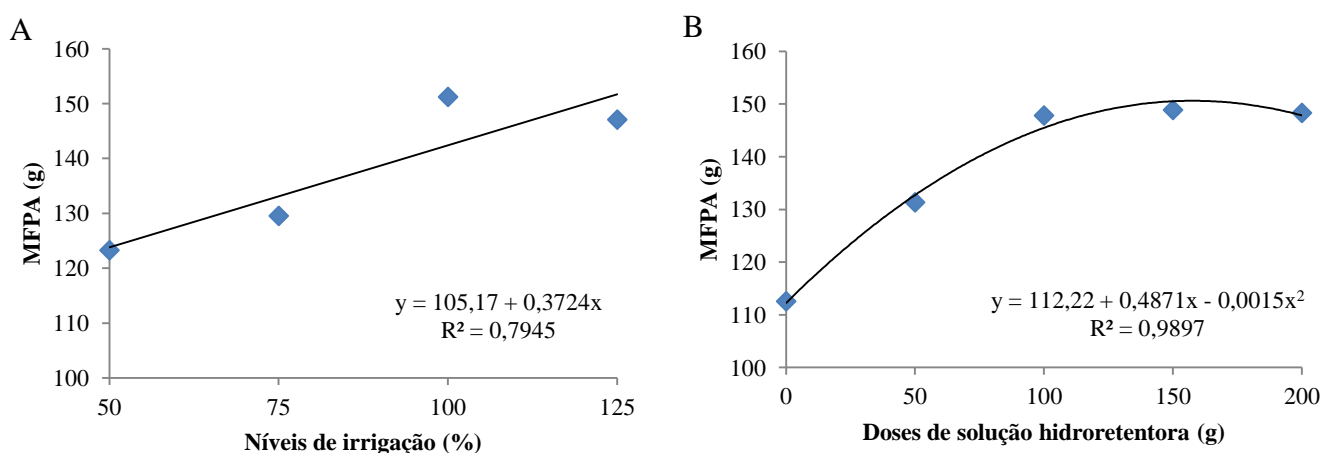 A
160
150
140
130
120
110
100
MFPA (g)
50 75 100 125
Níveis de irrigação (%)
y = 105,17 + 0,3724x
R² = 0,7945
B
160
150
140
130
120
110
100
MFPA (g)
0 50 100 150 200
Doses de solução hidroretentora (g)
y = 112,22 + 0,4871x - 0,0015x²
R² = 0,9897